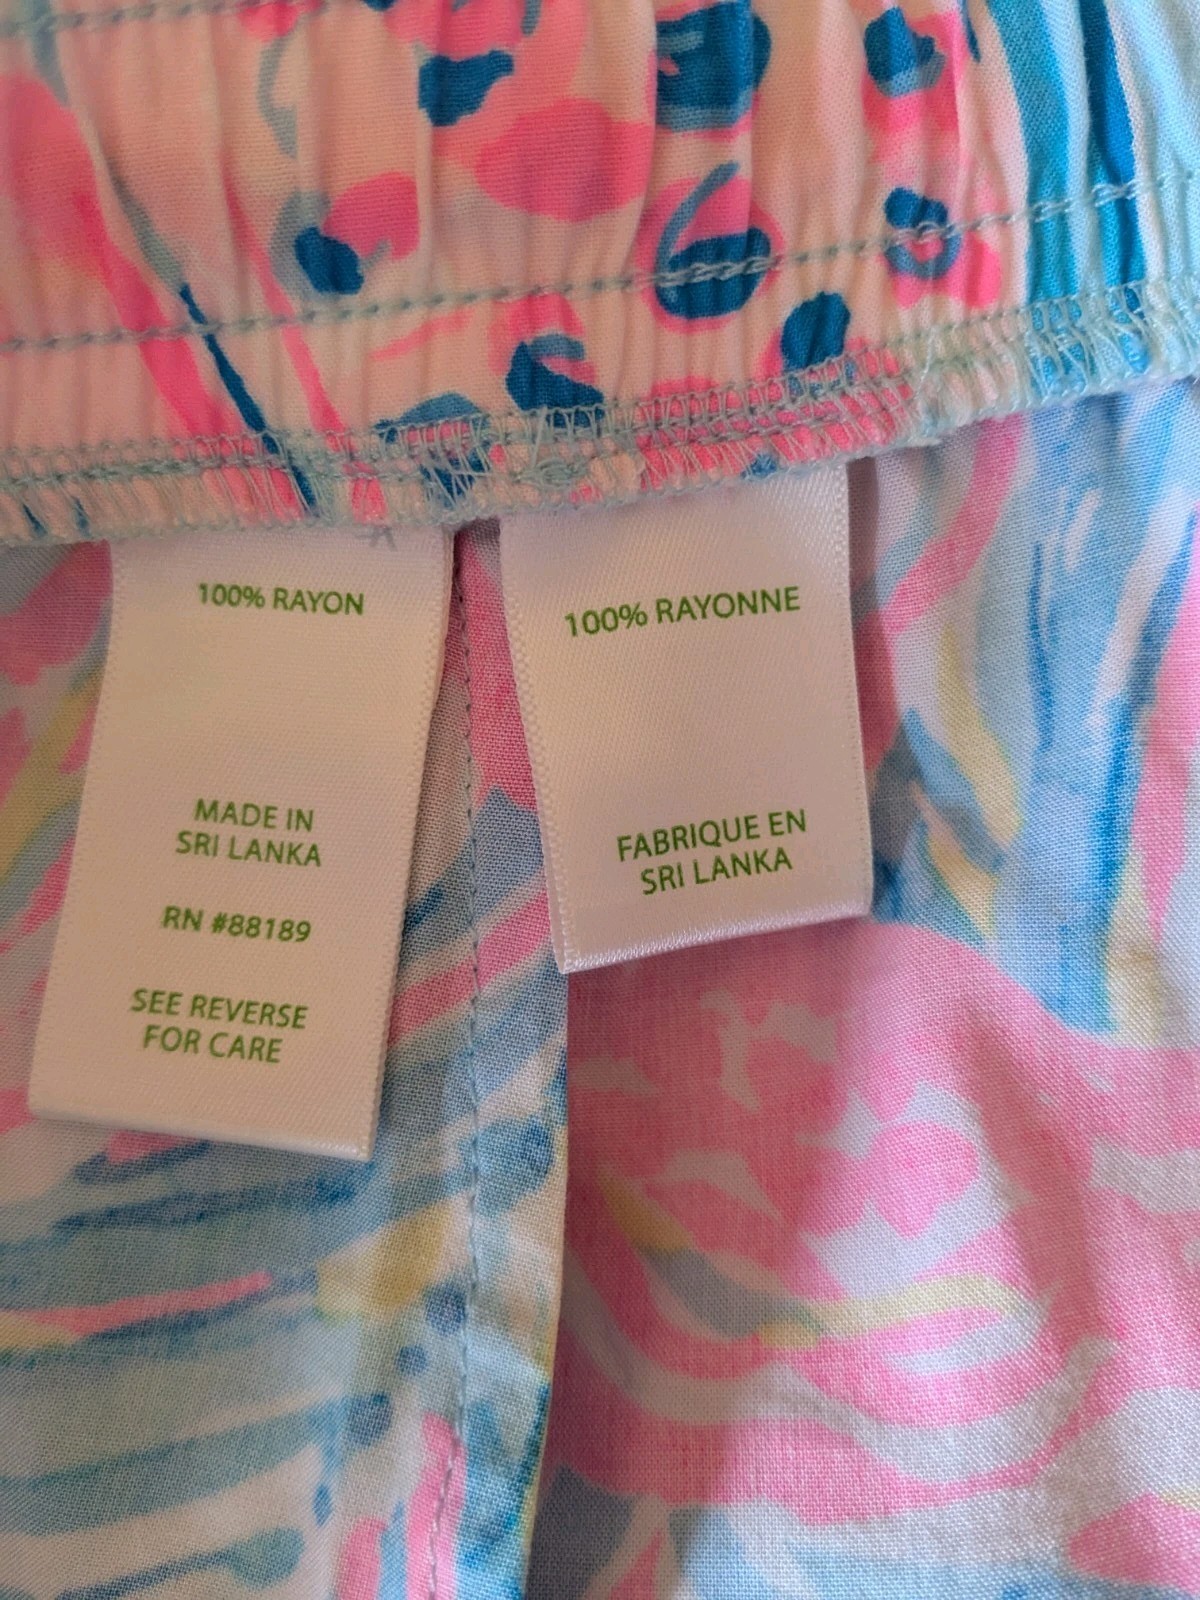 100% RAYON
MADE IN
SRI LANKA
RN #88189
SEE REVERSE
FOR CARE
100% RAYONNE
FABRIQUE EN
SRI LANKA